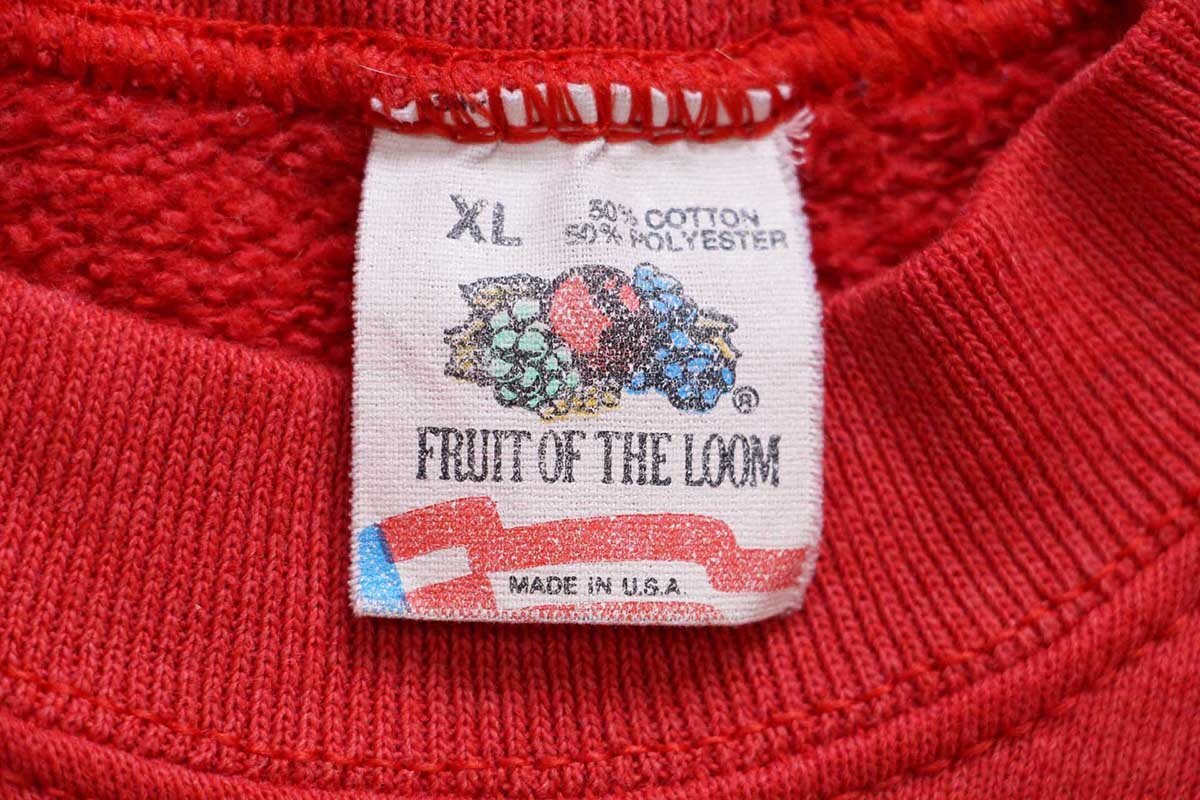 XL
50% COTTON
50% POLYESTER
®
FRUIT OF THE LOOM
MADE IN U.S.A.